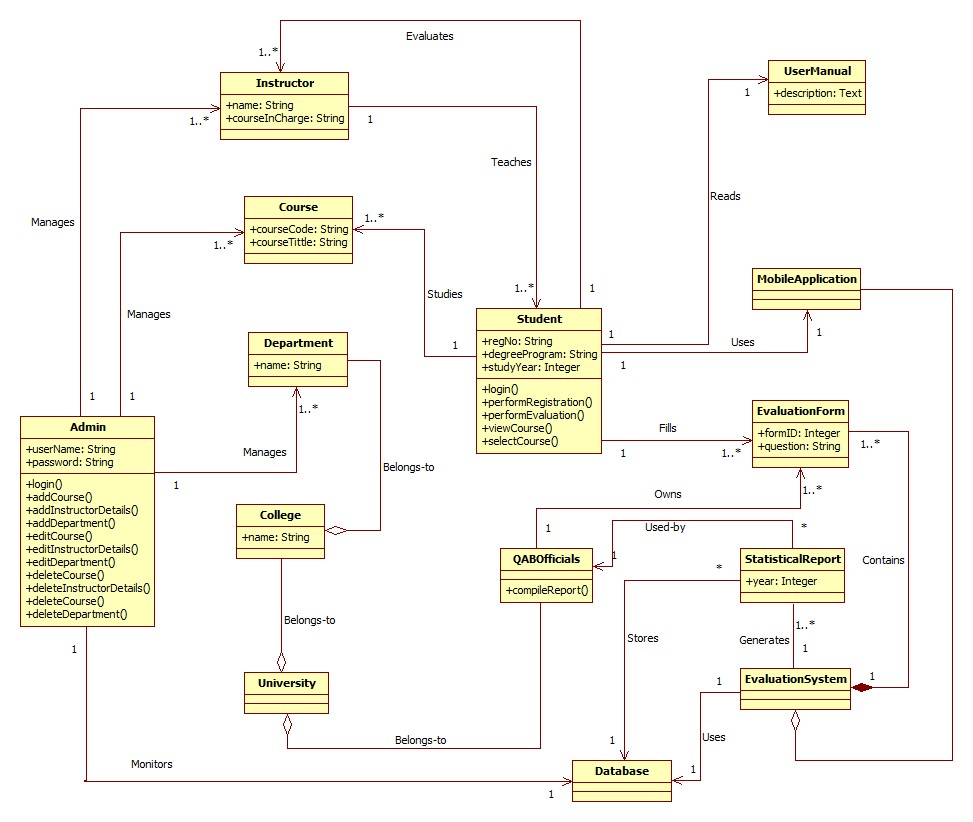 Evaluates
1..*
Instructor
+name: String
+courseInCharge: String
1..*
1
Teaches
1..*
1
UserManual
+description: Text
1
Reads
Manages
Course
+courseCode: String
+courseTittle: String
1..*
1..*
Studies
1
Manages
MobileApplication
1
Uses
Student
+regNo: String
+degreeProgram: String
+studyYear: Integer
+login()
+performRegistration()
+performEvaluation()
+viewCourse()
+selectCourse()
1
1
Department
+name: String
1..*
Manages
1
1
Admin
+userName: String
+password: String
+login()
+addCourse()
+addInstructorDetails()
+addDepartment()
+editCourse()
+editInstructorDetails()
+editDepartment()
+deleteCourse()
+deleteInstructorDetails()
+deleteCourse()
+deleteDepartment()
1
1
Belongs-to
Fills
1
1..*
EvaluationForm
+formID: Integer
+question: String
1..*
1..*
Owns
1
College
+name: String
Used-by
*
1
QABOfficials
+compileReport()
StatisticalReport
+year: Integer
*
Contains
Belongs-to
Stores
1..*
Generates
1
University
EvaluationSystem
1
1
Belongs-to
Uses
1
1
Monitors
1
Database